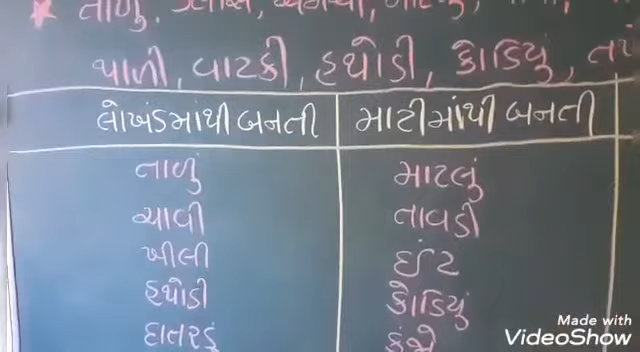 તાળું, ગ્લાસ,
થાળી, વાટકી, હથોડી, કોડિયું,
લોખંડમાંથી બનતી માટીમાંથી બનતી
તાળું માટલું
ચાવી તાવડી
ખીલી ઈંટ
હથોડી કોડિયું
દાતરડું કુંજો
Made with
VideoShow